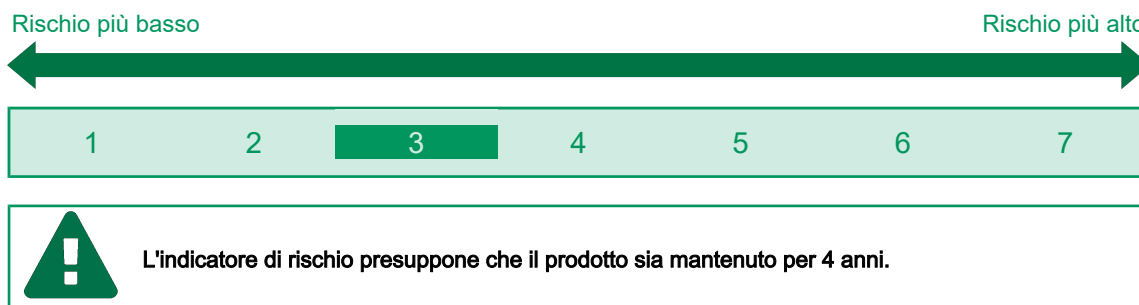 Rischio più basso Rischio più alto
1 2 3 4 5 6 7
L'indicatore di rischio presuppone che il prodotto sia mantenuto per 4 anni.